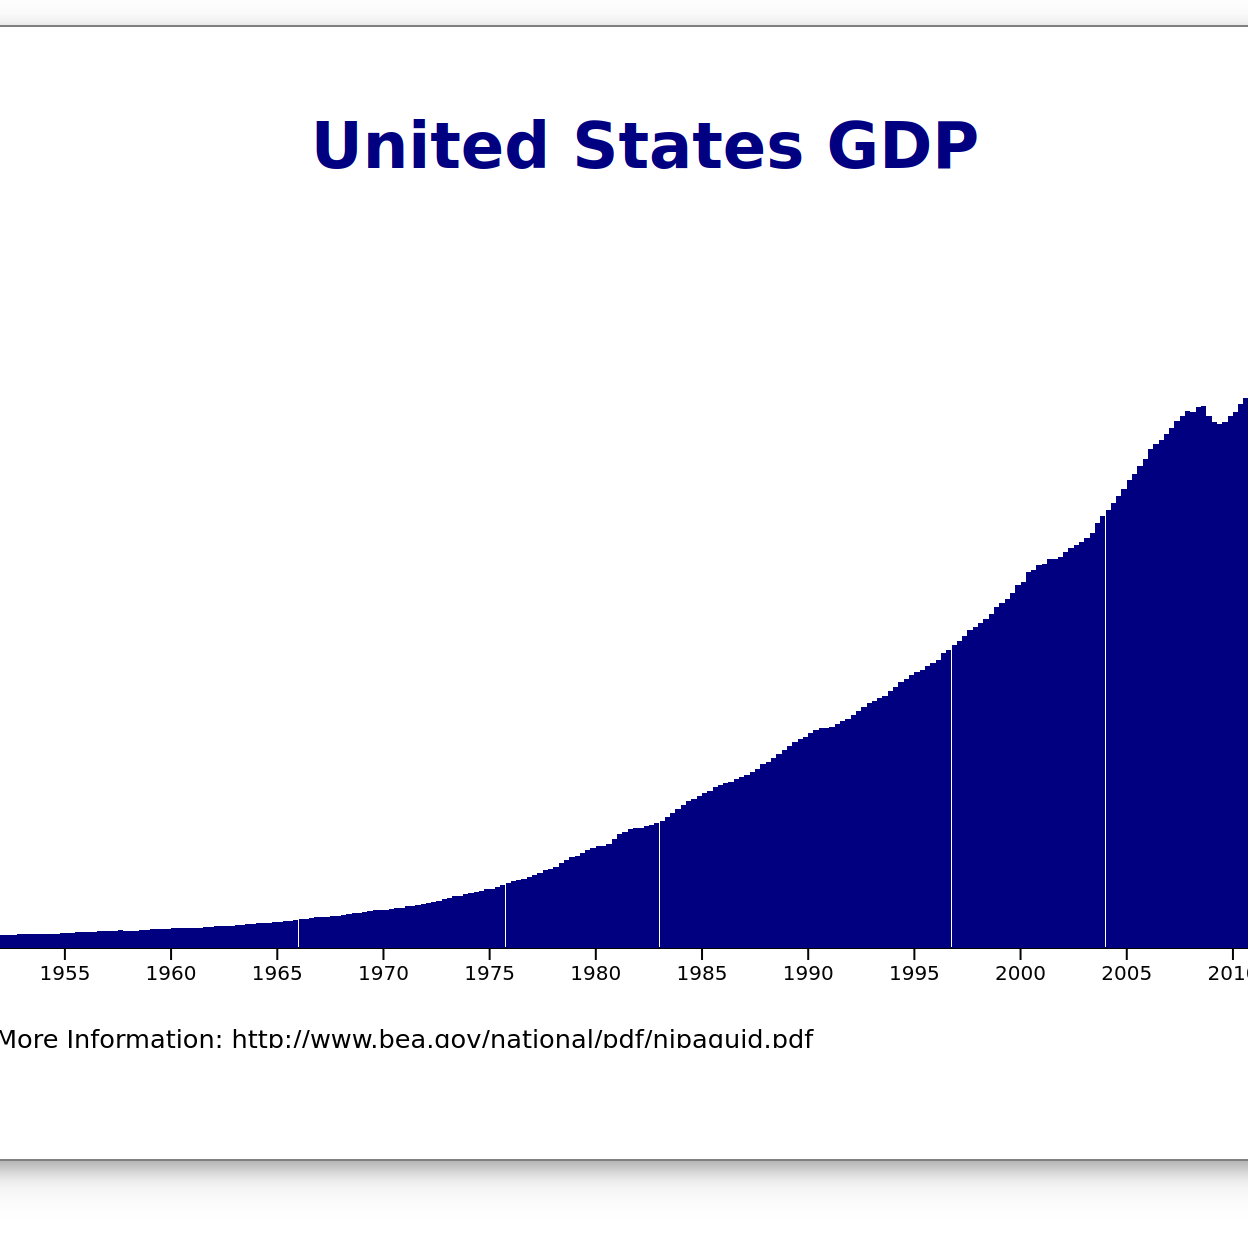 United States GDP
1955 1960 1965 1970 1975 1980 1985 1990 1995 2000 2005
More Information: http://www.bea.gov/national/pdf/nipaguid.pdf